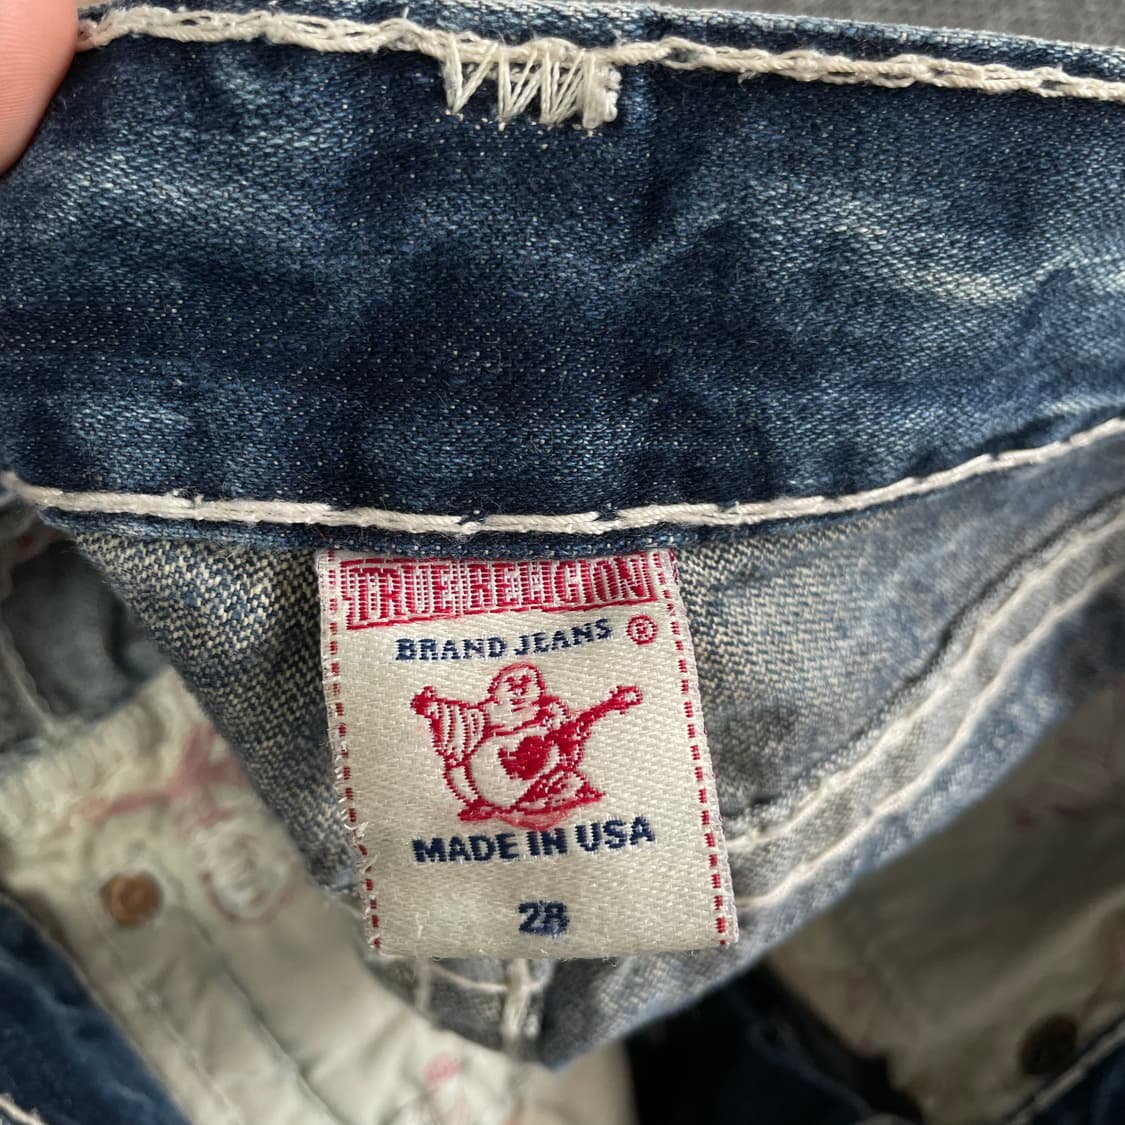 TRUE RELIGION
BRAND JEANS ®
MADE IN USA
28